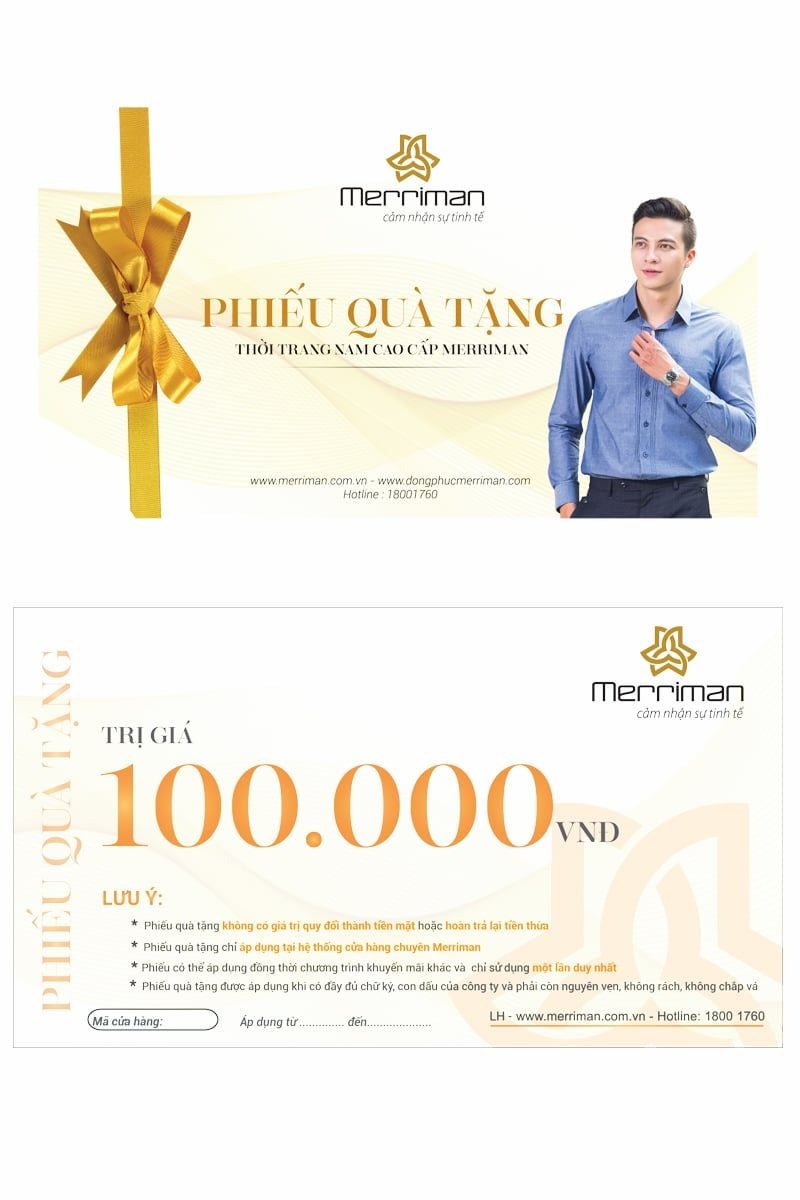 Merriman
cảm nhận sự tinh tế
PHIẾU QUÀ TẶNG
THỜI TRANG NAM CAO CẤP MERRIMAN
www.merriman.com.vn - www.dongphucmerriman.com
Hotline : 18001760
PHIẾU QUÀ TẶNG
Merriman
cảm nhận sự tinh tế
TRỊ GIÁ
100.000 VNĐ
LƯU Ý:
* Phiếu quà tặng không có giá trị quy đổi thành tiền mặt hoặc hoàn trả lại tiền thừa
* Phiếu quà tặng chỉ áp dụng tại hệ thống cửa hàng chuyên Merriman
* Phiếu có thể áp dụng đồng thời chương trình khuyến mãi khác và chỉ sử dụng một lần duy nhất
* Phiếu quà tặng được áp dụng khi có đầy đủ chữ ký, con dấu của công ty và phải còn nguyên vẹn, không rách, không chắp vá
Mã cửa hàng: Áp dụng từ .............. đến.....................
LH - www.merriman.com.vn - Hotline: 1800 1760